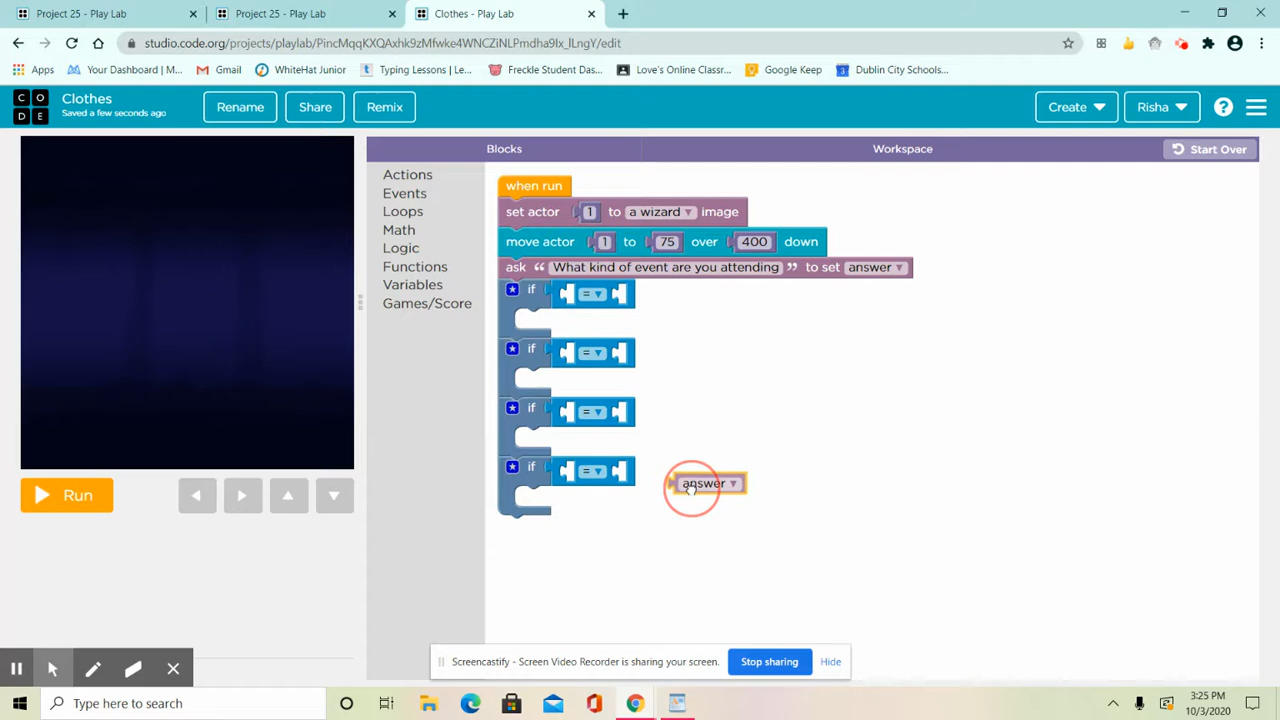 Project 25 - Play Lab
Project 25 - Play Lab
Clothes - Play Lab
studio.code.org/projects/playlab/PincMqqKXQAxhk9zMfwke4WNCZiNLPmdha9Ix_lLngY/edit
Apps
Your Dashboard | M...
Gmail
WhiteHat Junior
Typing Lessons | Le...
Freckle Student Das...
Love's Online Classr...
Google Keep
Dublin City Schools...
C O
D E
Clothes
Saved a few seconds ago
Rename
Share
Remix
Create
Risha
?
Blocks
Workspace
Start Over
Actions
Events
Loops
Math
Logic
Functions
Variables
Games/Score
when run
set actor 1 to a wizard image
move actor 1 to 75 over 400 down
ask “ What kind of event are you attending ” to set answer
if =
if =
if =
if =
answer
Run
Screencastify - Screen Video Recorder is sharing your screen.
Stop sharing
Hide
Type here to search
3:25 PM
10/3/2020